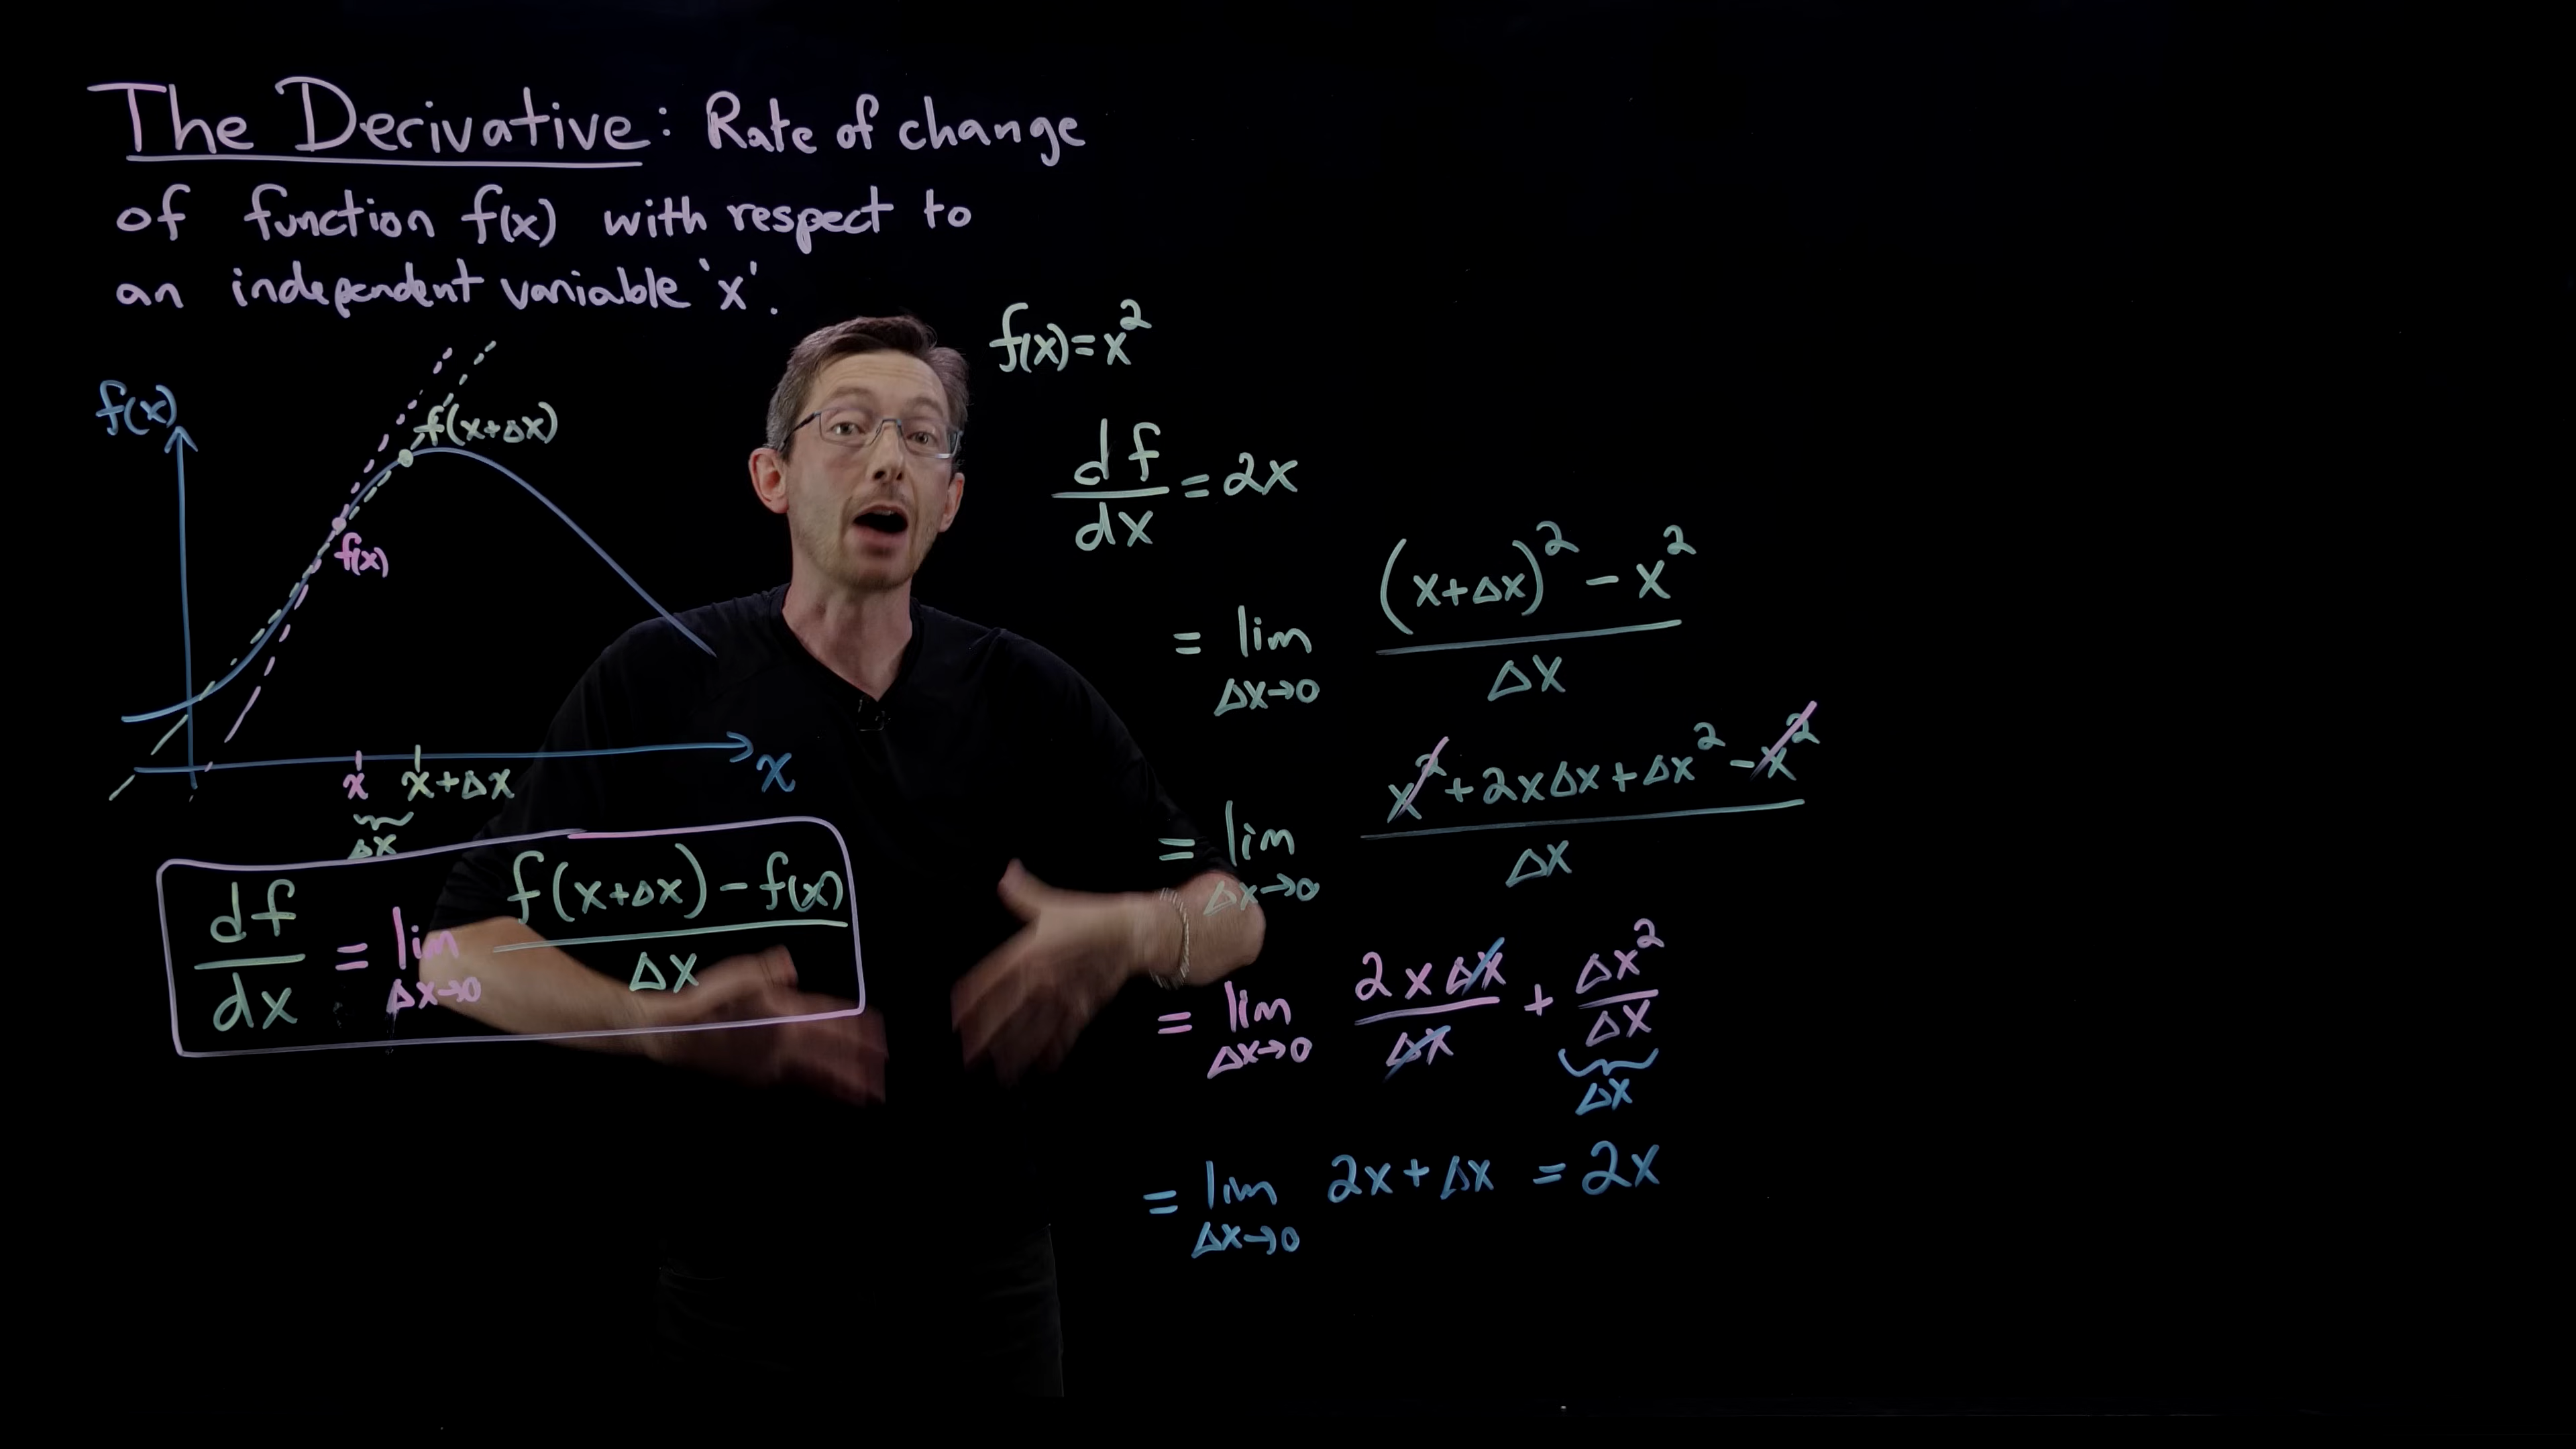 The Derivative: Rate of change
of function f(x) with respect to
an independent variable 'x'.
f(x)
f(x+Δx)
f(x)
x
x+Δx
x
Δx
df/dx = lim Δx→0 (f(x+Δx) - f(x))/Δx
f(x)=x²
df/dx = 2x
= lim Δx→0 ((x+Δx)² - x²)/Δx
= lim Δx→0 (x²+2xΔx+Δx²-x²)/Δx
= lim Δx→0 2xΔx/Δx + Δx²/Δx
Δx
= lim Δx→0 2x+Δx = 2x